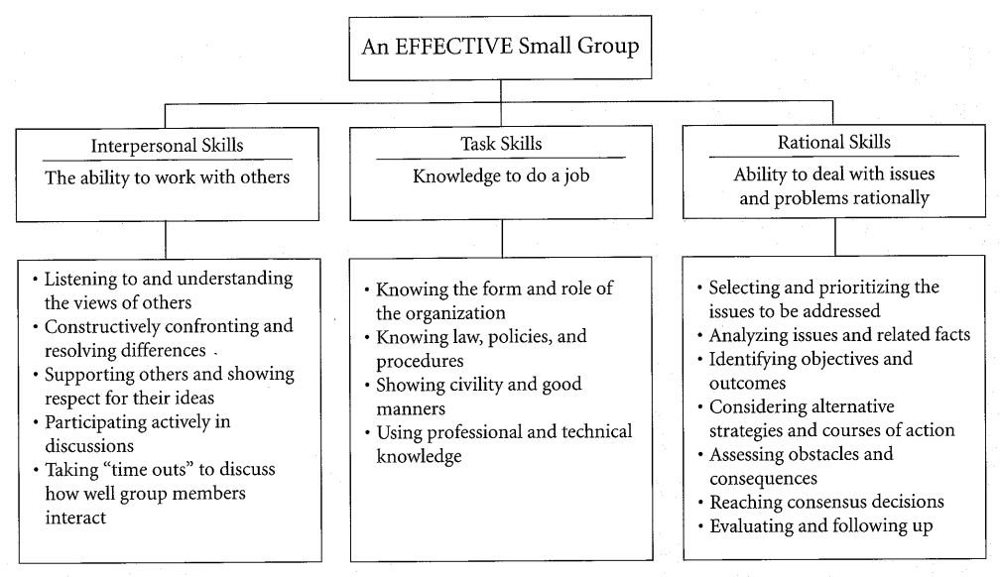 An EFFECTIVE Small Group
Interpersonal Skills
The ability to work with others
Task Skills
Knowledge to do a job
Rational Skills
Ability to deal with issues
and problems rationally
• Listening to and understanding
the views of others
• Constructively confronting and
resolving differences
• Supporting others and showing
respect for their ideas
• Participating actively in
discussions
• Taking “time outs” to discuss
how well group members
interact
• Knowing the form and role of
the organization
• Knowing law, policies, and
procedures
• Showing civility and good
manners
• Using professional and technical
knowledge
• Selecting and prioritizing the
issues to be addressed
• Analyzing issues and related facts
• Identifying objectives and
outcomes
• Considering alternative
strategies and courses of action
• Assessing obstacles and
consequences
• Reaching consensus decisions
• Evaluating and following up